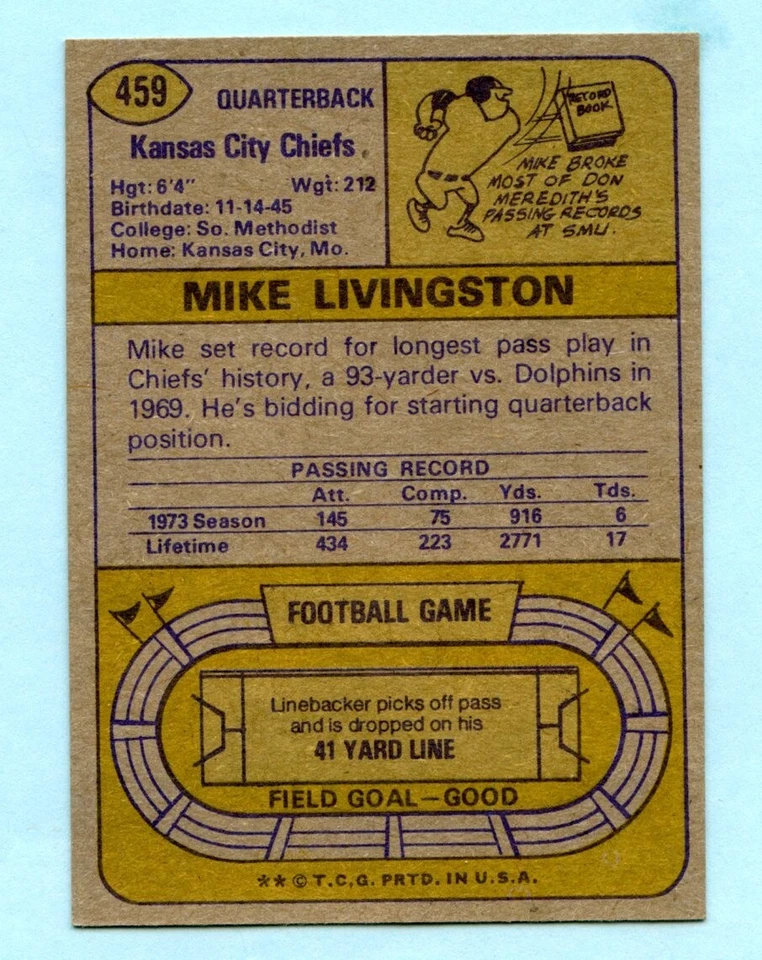 459
QUARTERBACK
Kansas City Chiefs
Hgt: 6'4" Wgt: 212
Birthdate: 11-14-45
College: So. Methodist
Home: Kansas City, Mo.
RECORD
BOOK
MIKE BROKE
MOST OF DON
MEREDITH'S
PASSING RECORDS
AT SMU.
MIKE LIVINGSTON
Mike set record for longest pass play in
Chiefs' history, a 93-yarder vs. Dolphins in
1969. He's bidding for starting quarterback
position.
PASSING RECORD
Att. Comp. Yds. Tds.
1973 Season 145 75 916 6
Lifetime 434 223 2771 17
FOOTBALL GAME
Linebacker picks off pass
and is dropped on his
41 YARD LINE
FIELD GOAL—GOOD
** © T.C.G. PRTD. IN U.S.A.